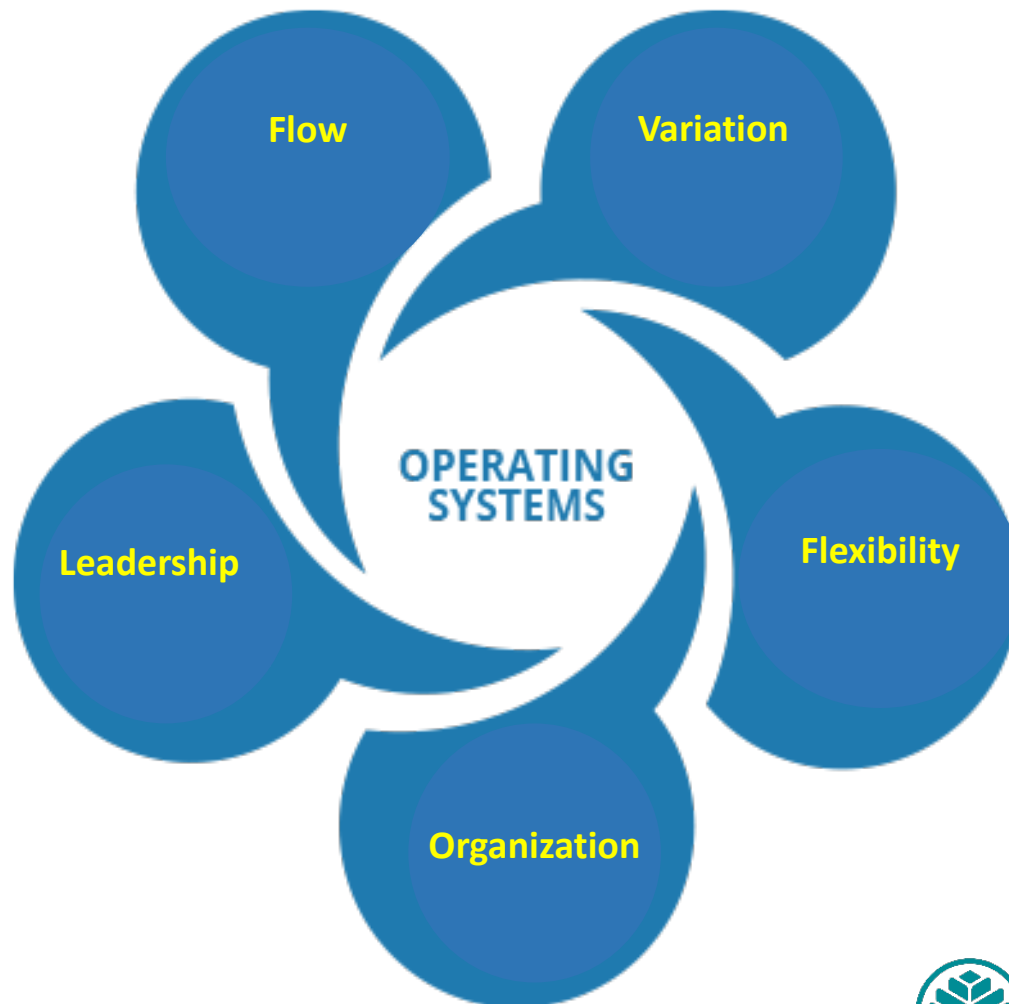 Flow
Variation
OPERATING
SYSTEMS
Leadership
Flexibility
Organization